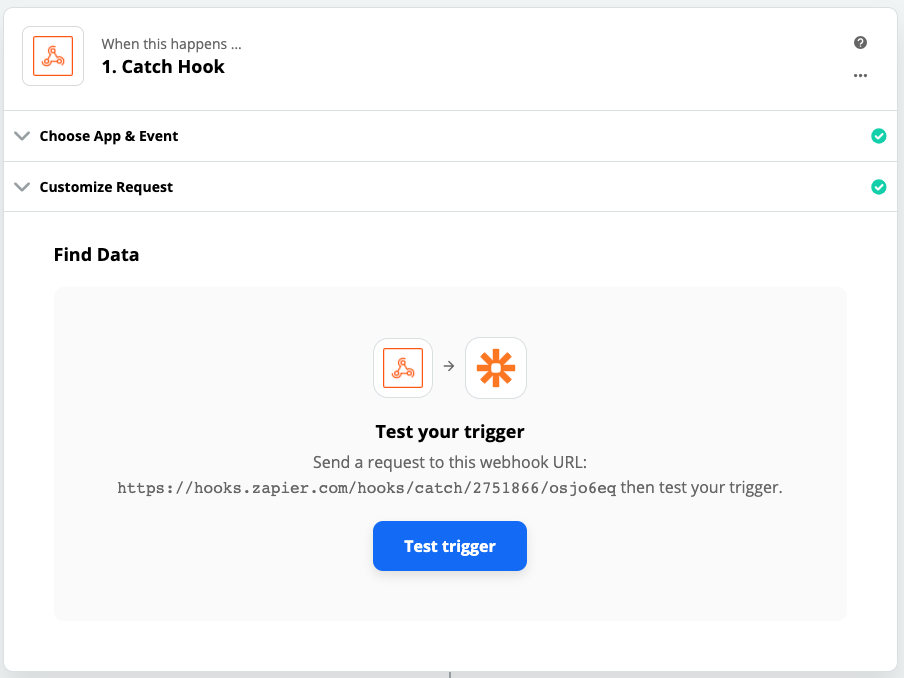 When this happens ...
1. Catch Hook
Choose App & Event
Customize Request
Find Data
Test your trigger
Send a request to this webhook URL:
https://hooks.zapier.com/hooks/catch/2751866/osjo6eq then test your trigger.
Test trigger